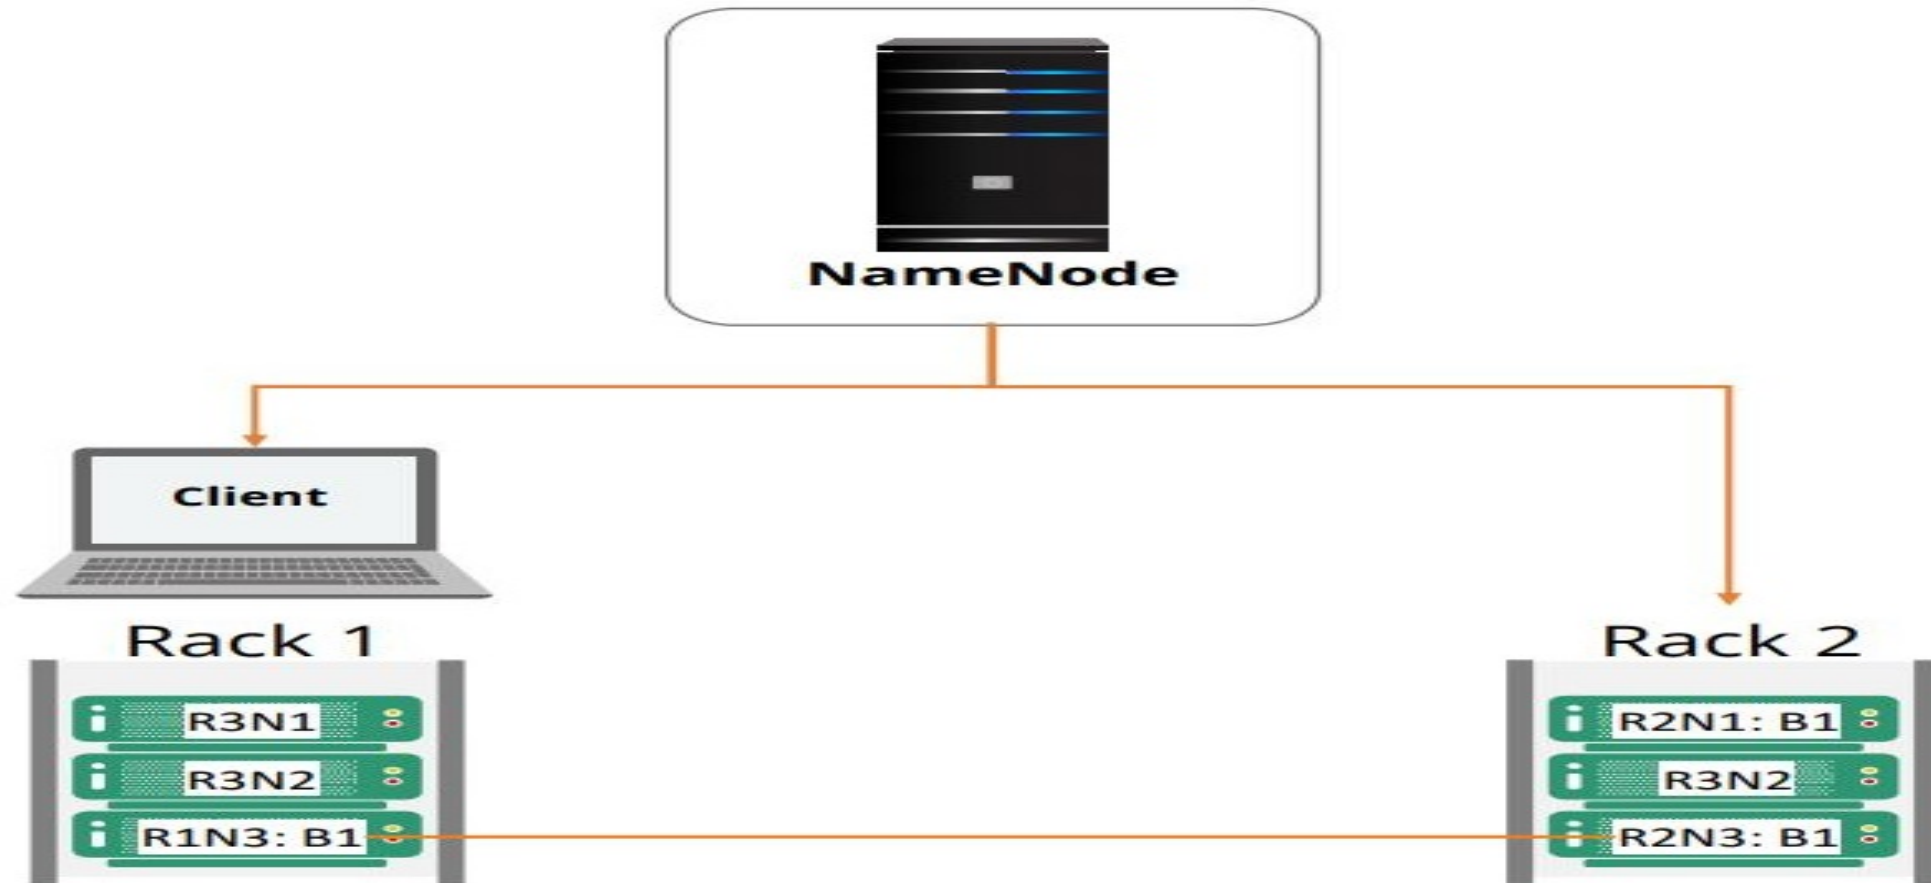 NameNode
Client
Rack 1
R3N1
R3N2
R1N3: B1
Rack 2
R2N1: B1
R3N2
R2N3: B1